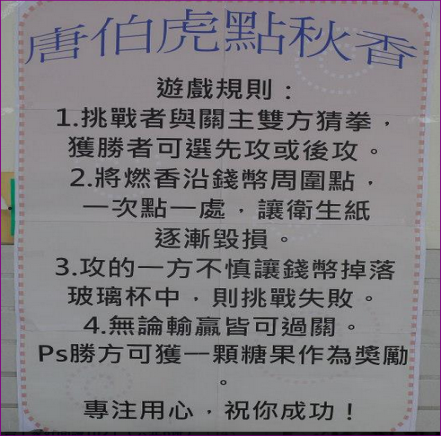 唐伯虎點秋香
遊戲規則：
1.挑戰者與關主雙方猜拳，
獲勝者可選先攻或後攻。
2.將燃香沿錢幣周圍點，
一次點一處，讓衛生紙
逐漸毀損。
3.攻的一方不慎讓錢幣掉落
玻璃杯中，則挑戰失敗。
4.無論輸贏皆可過關。
Ps勝方可獲一顆糖果作為獎勵
。
專注用心，祝你成功！